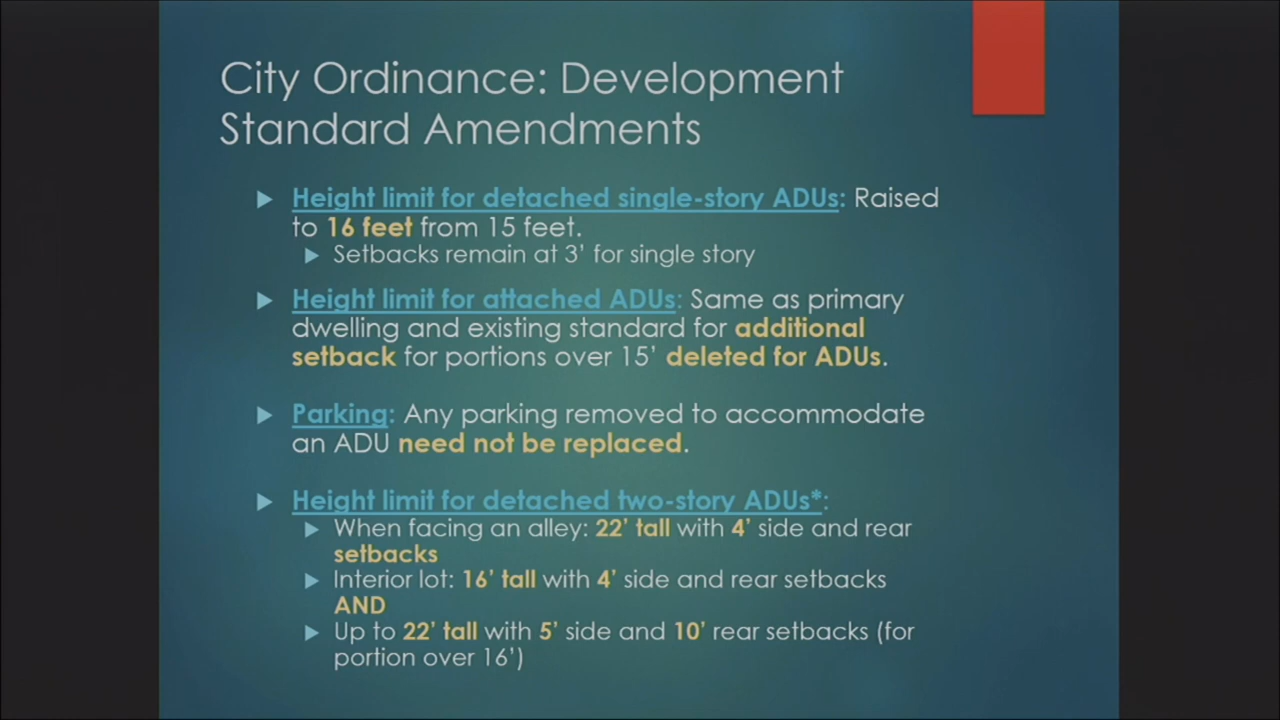 City Ordinance: Development
Standard Amendments
Height limit for detached single-story ADUs: Raised
to 16 feet from 15 feet.
Setbacks remain at 3’ for single story
Height limit for attached ADUs: Same as primary
dwelling and existing standard for additional
setback for portions over 15’ deleted for ADUs.
Parking: Any parking removed to accommodate
an ADU need not be replaced.
Height limit for detached two-story ADUs*:
When facing an alley: 22’ tall with 4’ side and rear
setbacks
Interior lot: 16’ tall with 4’ side and rear setbacks
AND
Up to 22’ tall with 5’ side and 10’ rear setbacks (for
portion over 16’)